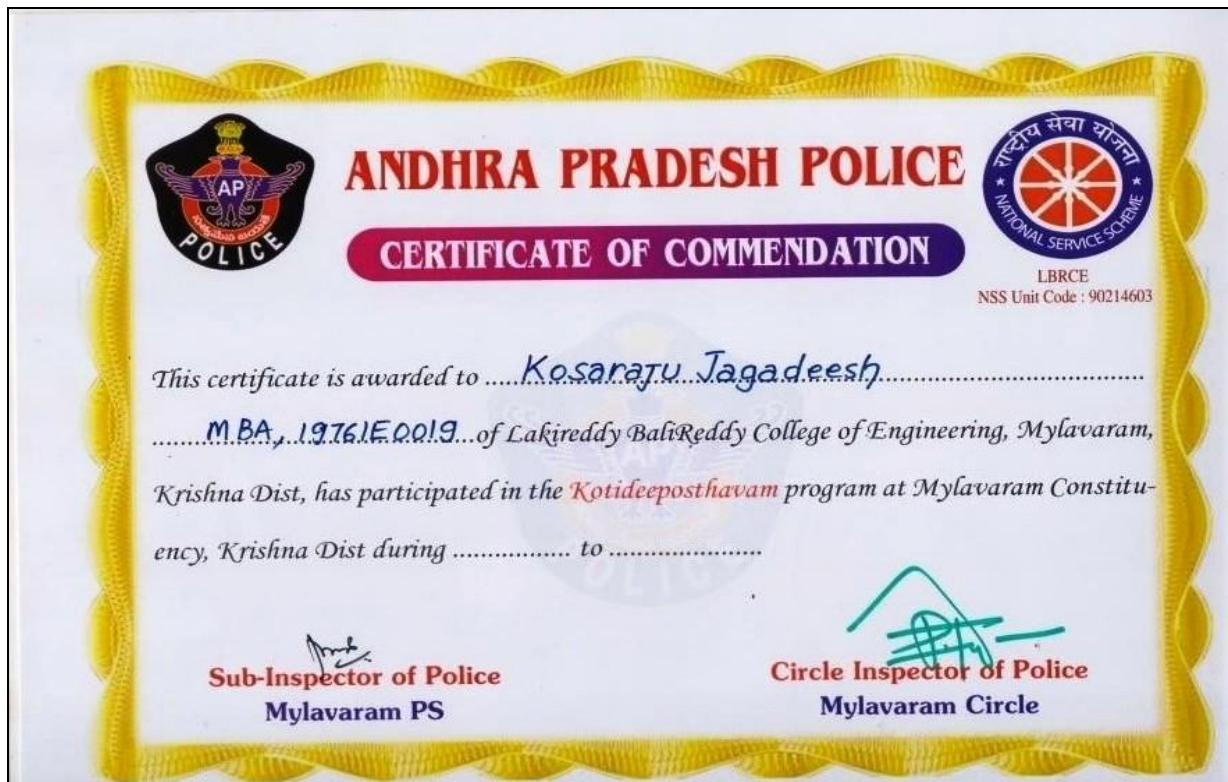 ANDHRA PRADESH POLICE
CERTIFICATE OF COMMENDATION
AP
POLICE
राष्ट्रीय सेवा योजना
NATIONAL SERVICE SCHEME
LBRCE
NSS Unit Code : 90214603
This certificate is awarded to .....Kosaraju Jagadeesh.....
.....MBA, 19761E0019...of Lakireddy BaliReddy College of Engineering, Mylavaram,
Krishna Dist, has participated in the Kotideeposthavam program at Mylavaram Constitu-
ency, Krishna Dist during ................. to ......................
Sub-Inspector of Police
Mylavaram PS
Circle Inspector of Police
Mylavaram Circle